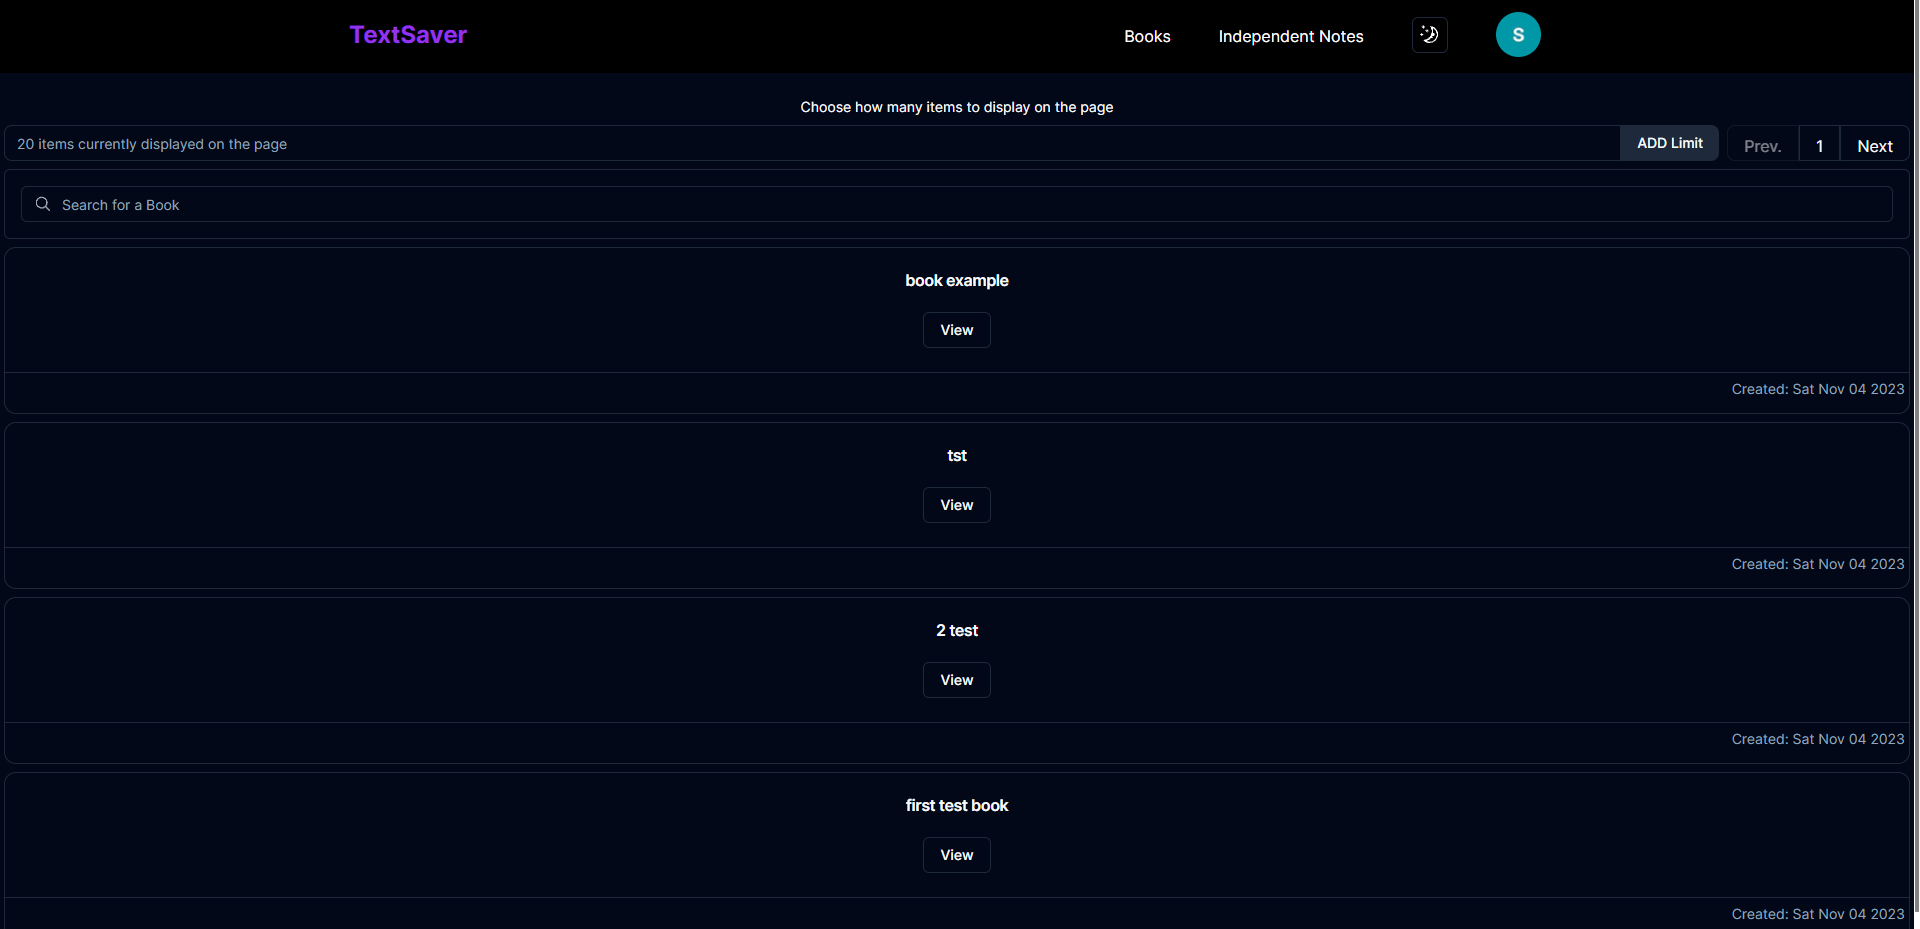 TextSaver
Books
Independent Notes
S
Choose how many items to display on the page
20 items currently displayed on the page
ADD Limit
Prev.
1
Next
Search for a Book
book example
View
Created: Sat Nov 04 2023
tst
View
Created: Sat Nov 04 2023
2 test
View
Created: Sat Nov 04 2023
first test book
View
Created: Sat Nov 04 2023